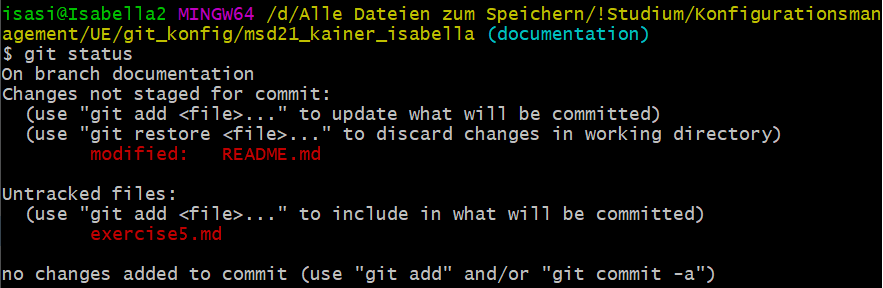 isasi@Isabella2 MINGW64 /d/Alle Dateien zum Speichern/!Studium/Konfigurationsman
agement/UE/git_konfig/msd21_kainer_isabella (documentation)
$ git status
On branch documentation
Changes not staged for commit:
  (use "git add <file>..." to update what will be committed)
  (use "git restore <file>..." to discard changes in working directory)
        modified:   README.md

Untracked files:
  (use "git add <file>..." to include in what will be committed)
        exercise5.md

no changes added to commit (use "git add" and/or "git commit -a")